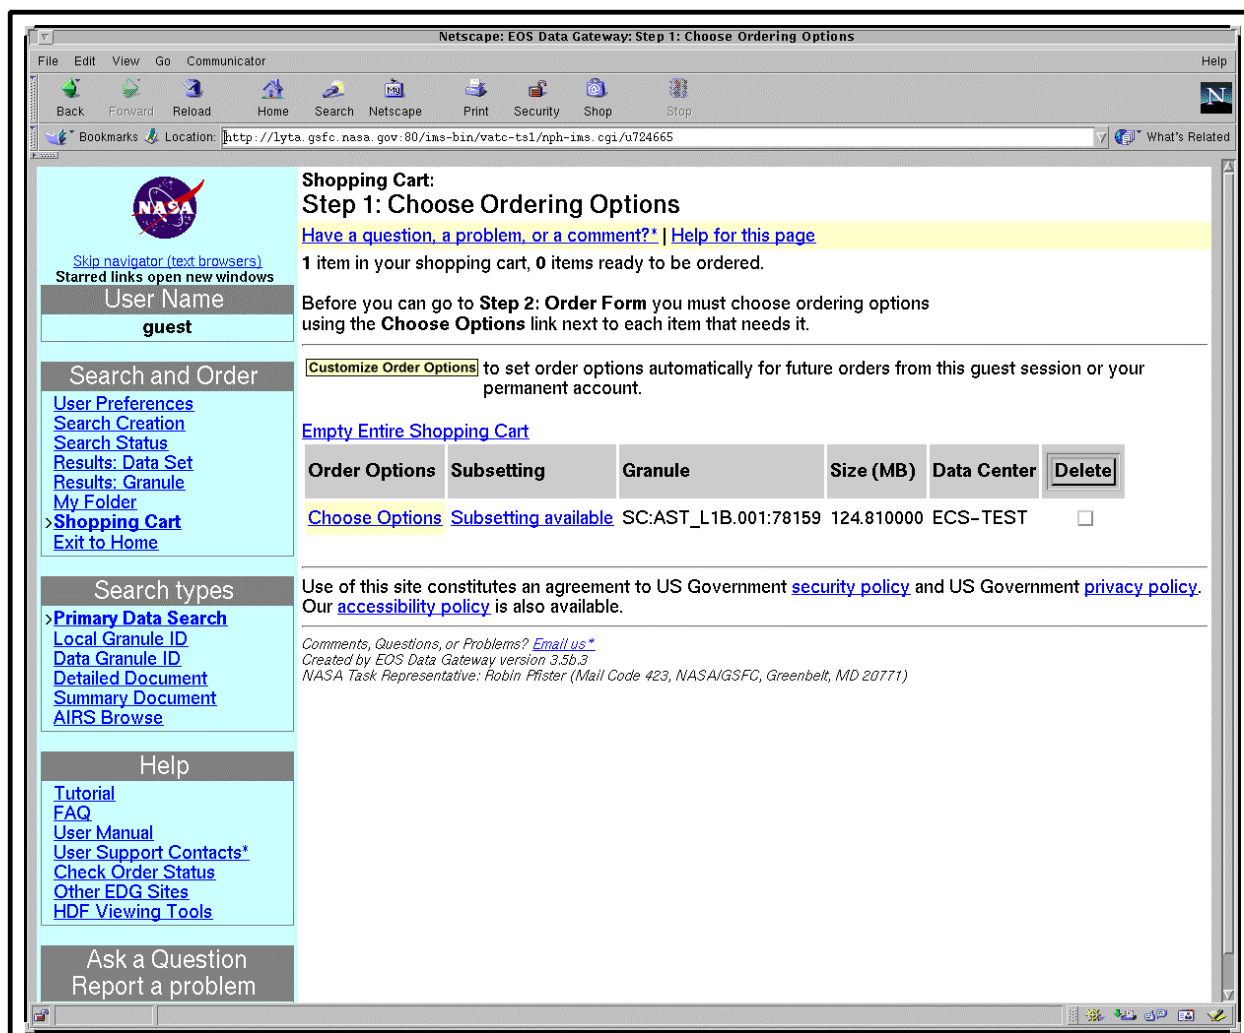 Netscape: EOS Data Gateway: Step 1: Choose Ordering Options
File Edit View Go Communicator Help
Back Forward Reload Home Search Netscape Print Security Shop Stop
N
Bookmarks Location: http://lyta.gsfc.nasa.gov:80/ims-bin/vatc-ts1/nph-ims.cgi/u724665 What's Related
NASA
Skip navigator (text browsers)
Starred links open new windows
User Name
guest
Search and Order
User Preferences
Search Creation
Search Status
Results: Data Set
Results: Granule
My Folder
>Shopping Cart
Exit to Home
Search types
>Primary Data Search
Local Granule ID
Data Granule ID
Detailed Document
Summary Document
AIRS Browse
Help
Tutorial
FAQ
User Manual
User Support Contacts*
Check Order Status
Other EDG Sites
HDF Viewing Tools
Ask a Question
Report a problem
Shopping Cart:
Step 1: Choose Ordering Options
Have a question, a problem, or a comment?* | Help for this page
1 item in your shopping cart, 0 items ready to be ordered.
Before you can go to Step 2: Order Form you must choose ordering options
using the Choose Options link next to each item that needs it.
Customize Order Options to set order options automatically for future orders from this guest session or your
permanent account.
Empty Entire Shopping Cart
Order Options Subsetting Granule Size (MB) Data Center Delete
Choose Options Subsetting available SC:AST_L1B.001:78159 124.810000 ECS-TEST
Use of this site constitutes an agreement to US Government security policy and US Government privacy policy.
Our accessibility policy is also available.
Comments, Questions, or Problems? Email us*
Created by EOS Data Gateway version 3.5b.3
NASA Task Representative: Robin Pfister (Mail Code 423, NASA/GSFC, Greenbelt, MD 20771)